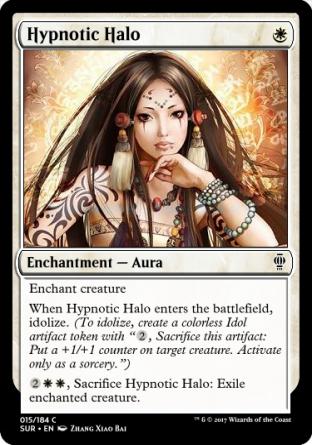 Hypnotic Halo
Enchantment — Aura
Enchant creature
When Hypnotic Halo enters the battlefield,
idolize. (To idolize, create a colorless Idol
artifact token with “2, Sacrifice this artifact:
Put a +1/+1 counter on target creature. Activate
only as a sorcery.”)
2, Sacrifice Hypnotic Halo: Exile
enchanted creature.
015/184 C
SUR • EN Zhang Xiao Bai
™ & © 2017 Wizards of the Coast